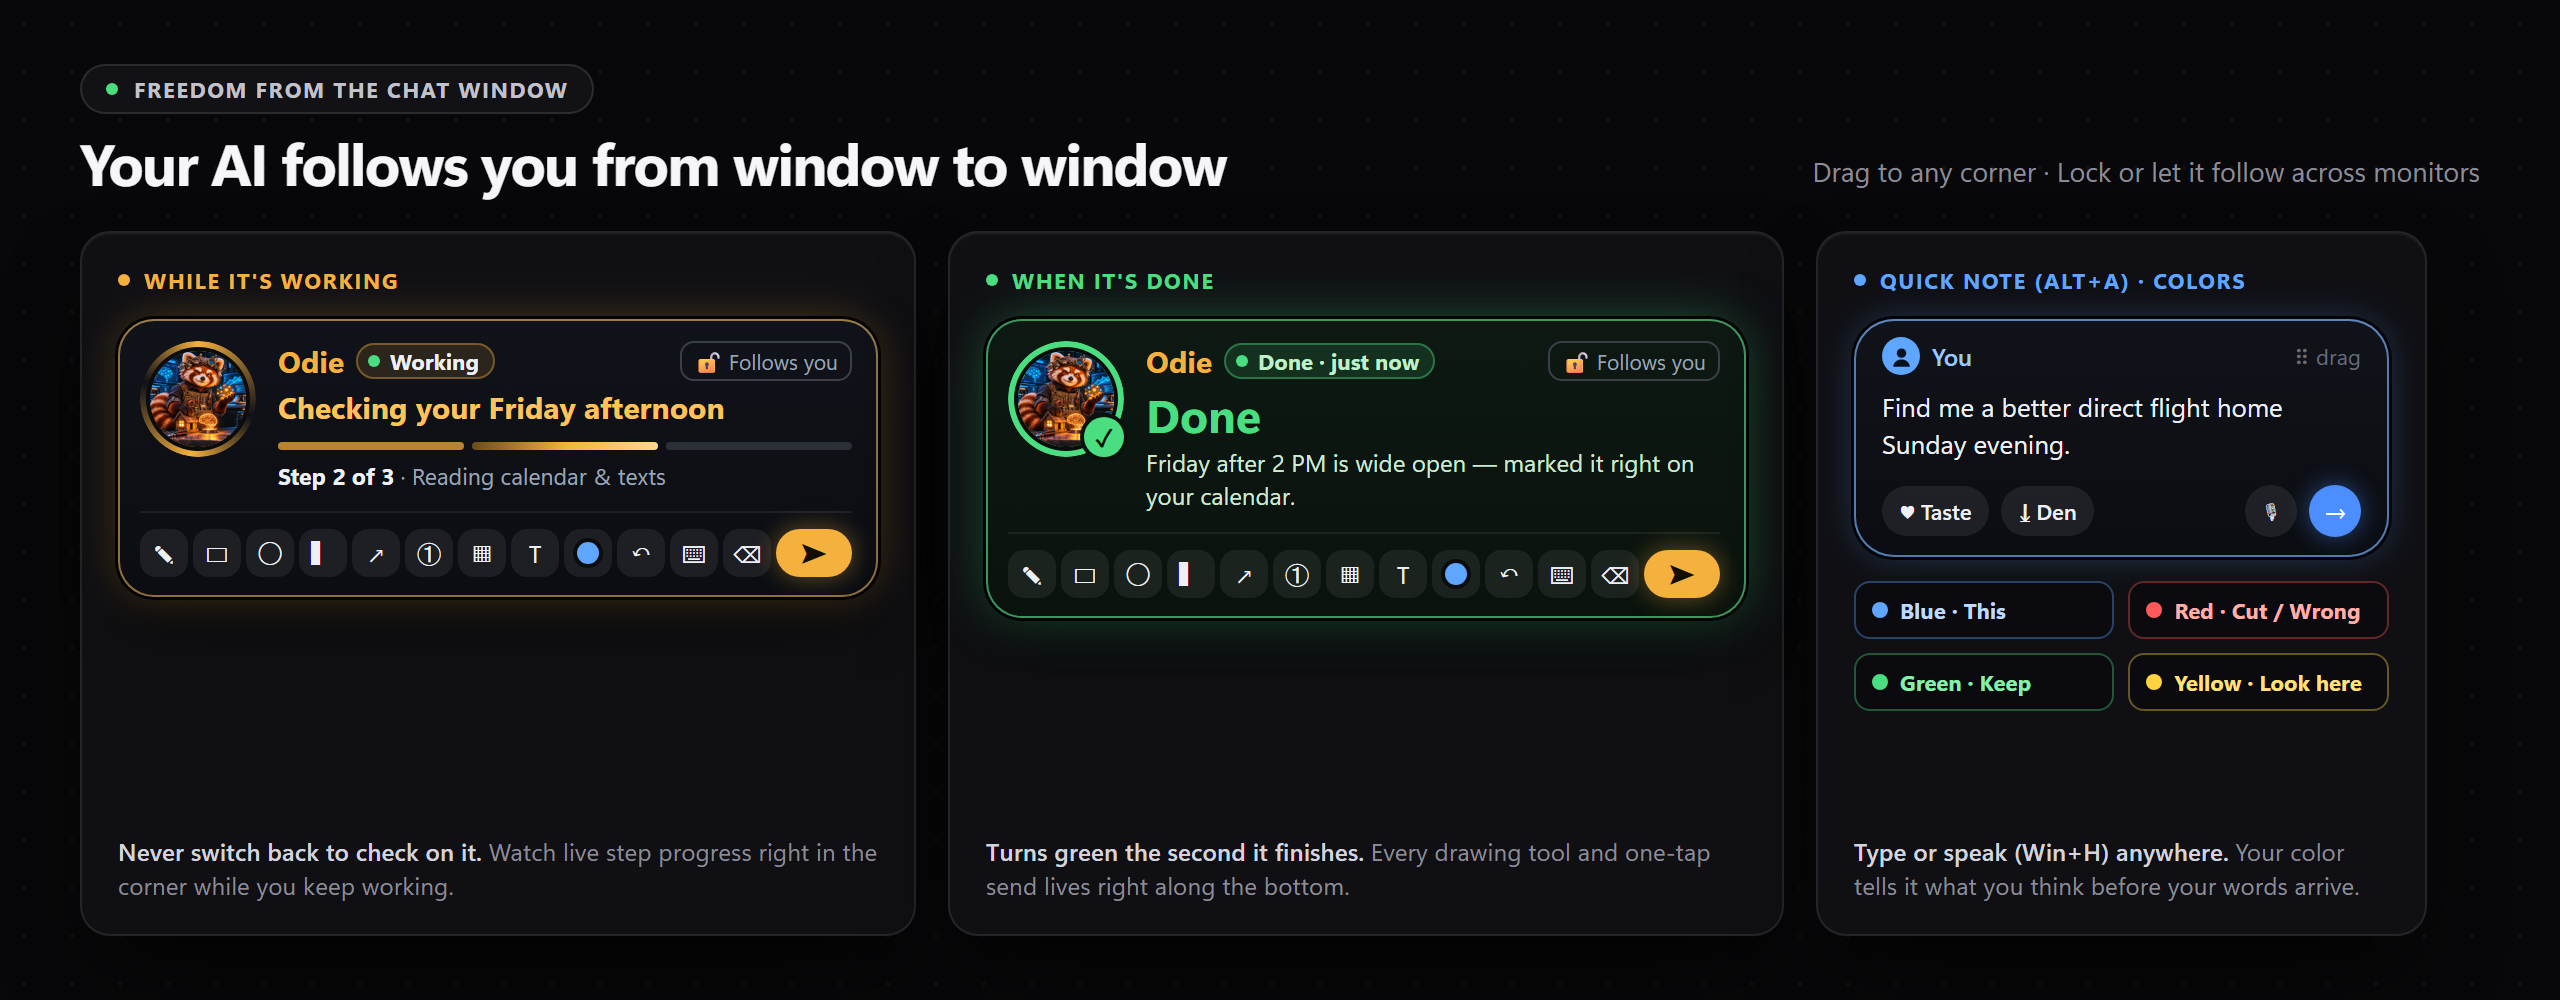 FREEDOM FROM THE CHAT WINDOW
Your AI follows you from window to window
Drag to any corner · Lock or let it follow across monitors
WHILE IT'S WORKING
Odie
Working
Follows you
Checking your Friday afternoon
Step 2 of 3 · Reading calendar & texts
①
T
Never switch back to check on it. Watch live step progress right in the
corner while you keep working.
WHEN IT'S DONE
Odie
Done · just now
Follows you
Done
Friday after 2 PM is wide open — marked it right on
your calendar.
①
T
Turns green the second it finishes. Every drawing tool and one-tap
send lives right along the bottom.
QUICK NOTE (ALT+A) · COLORS
You
drag
Find me a better direct flight home
Sunday evening.
♥ Taste
⤓ Den
Blue · This
Red · Cut / Wrong
Green · Keep
Yellow · Look here
Type or speak (Win+H) anywhere. Your color
tells it what you think before your words arrive.